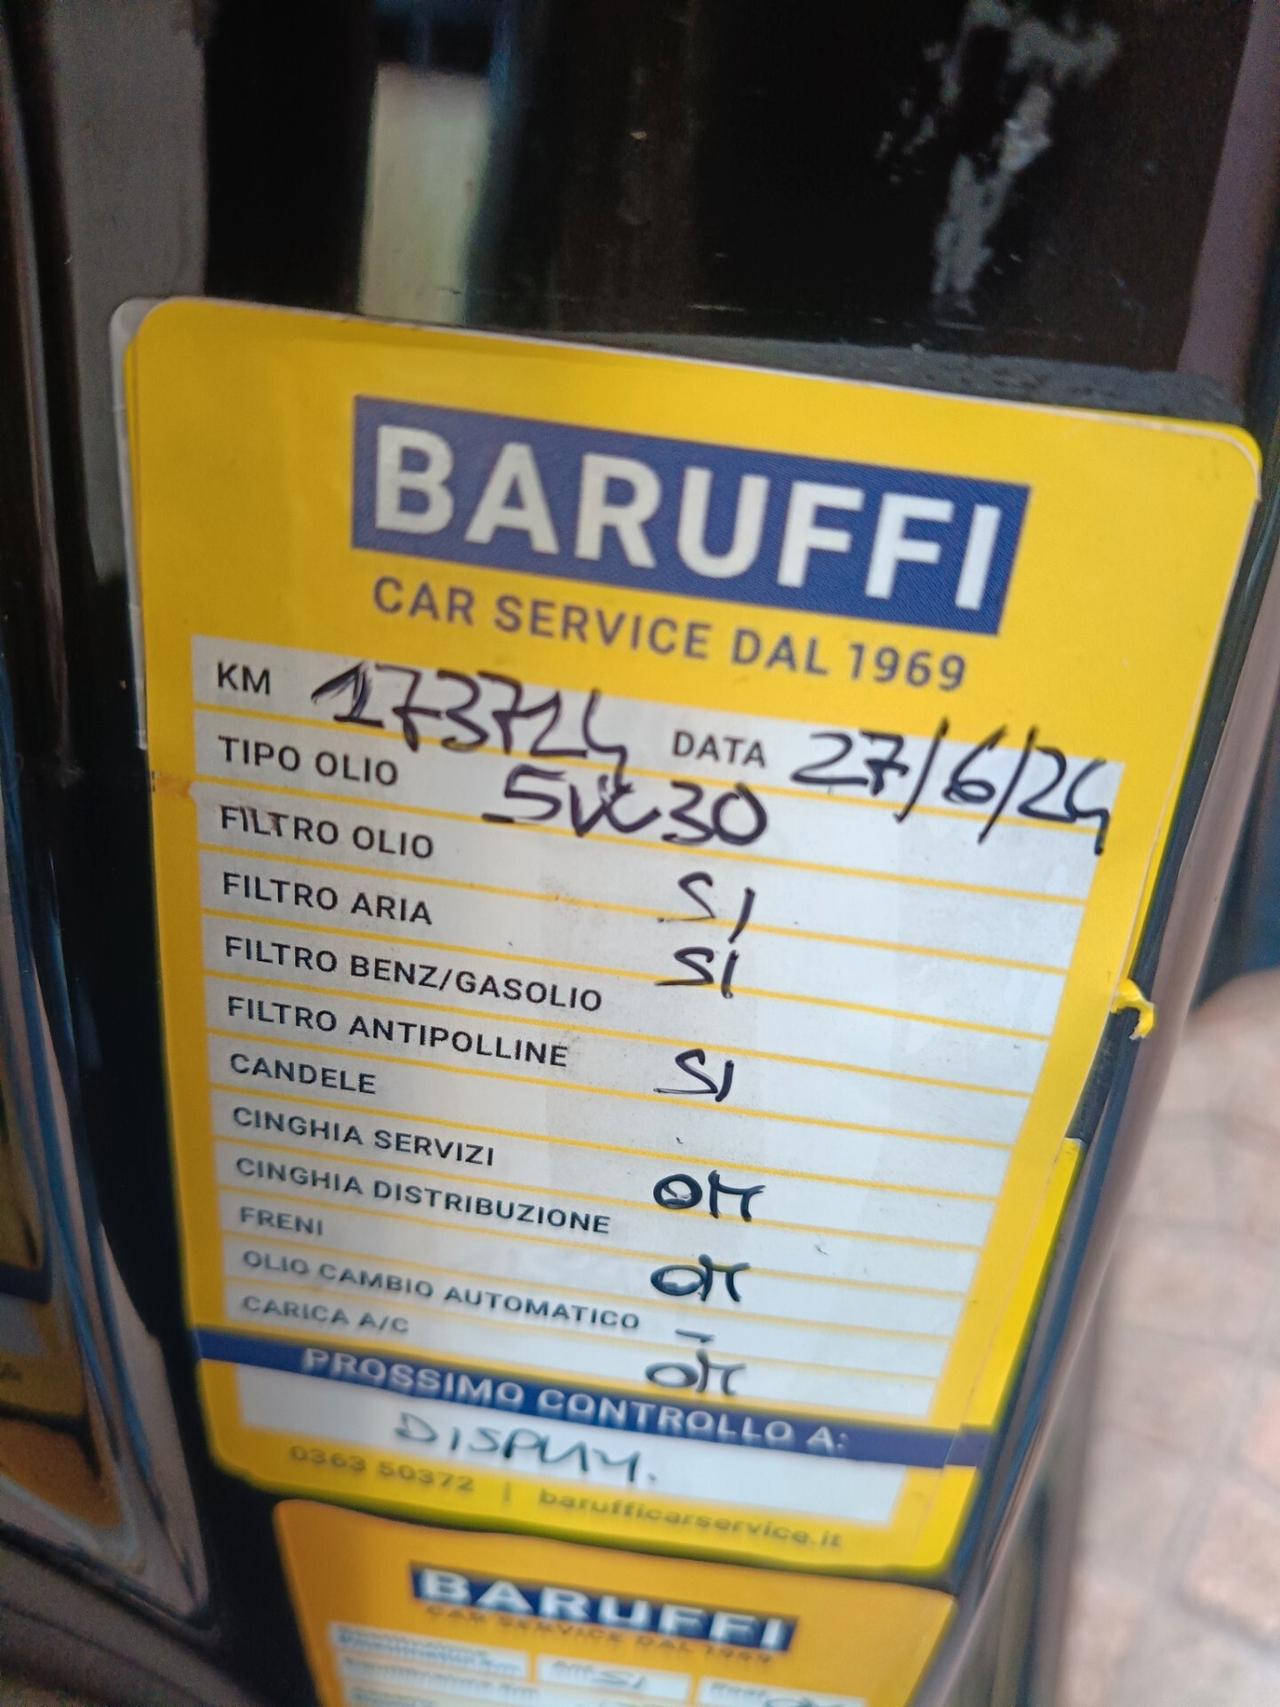 BARUFFI
CAR SERVICE DAL 1969
KM 173724 DATA 27/6/24
TIPO OLIO 5W30
FILTRO OLIO SI
FILTRO ARIA SI
FILTRO BENZ/GASOLIO
FILTRO ANTIPOLLINE SI
CANDELE
CINGHIA SERVIZI OK
CINGHIA DISTRIBUZIONE
FRENI OK
OLIO CAMBIO AUTOMATICO –
CARICA A/C OK
PROSSIMO CONTROLLO A:
DISPLAY.
0363 50372 | barufficarservice.it
BARUFFI
CAR SERVICE DAL 1969